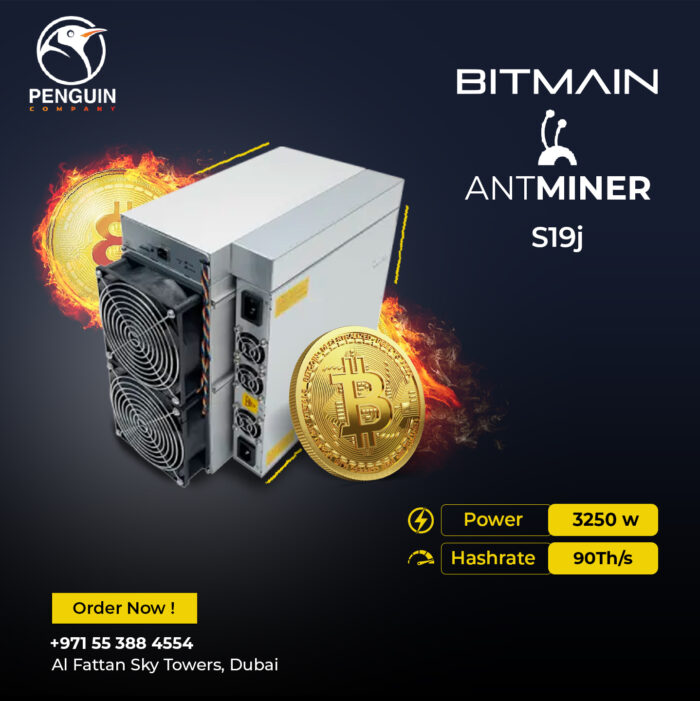 PENGUIN
COMPANY
BITMAIN
ANTMINER
S19j
Power 3250 w
Hashrate 90Th/s
Order Now !
+971 55 388 4554
Al Fattan Sky Towers, Dubai